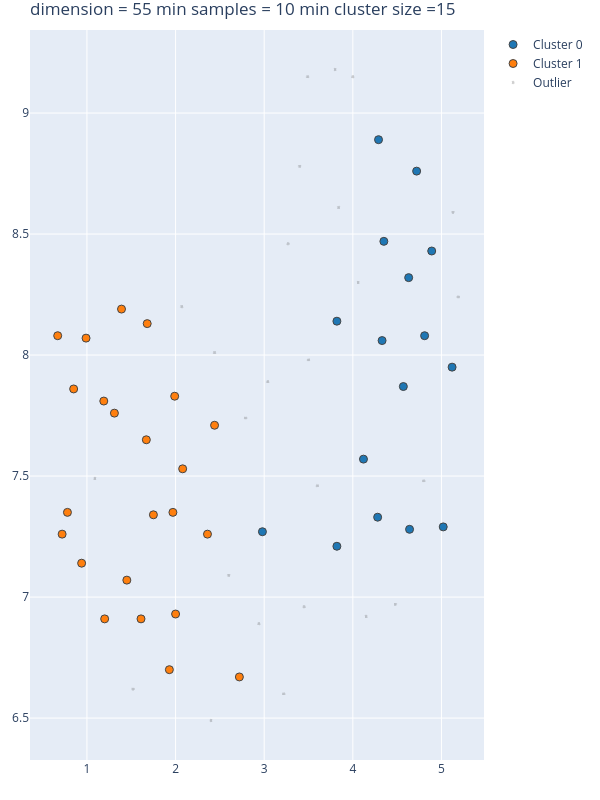 dimension = 55 min samples = 10 min cluster size =15
Cluster 0
Cluster 1
Outlier
9
8.5
8
7.5
7
6.5
1 2 3 4 5